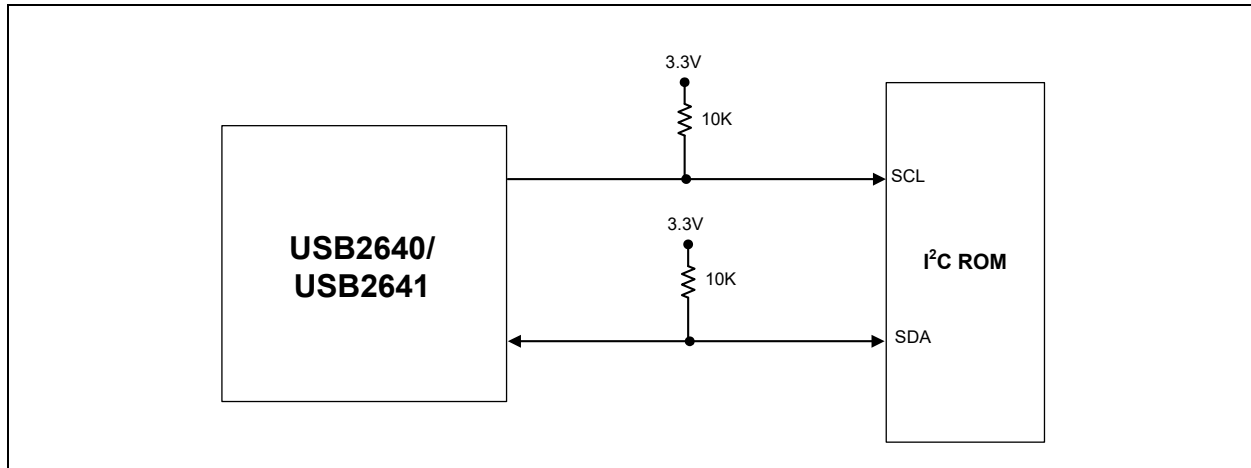 3.3V
10K
SCL
USB2640/
USB2641
3.3V
10K
I²C ROM
SDA